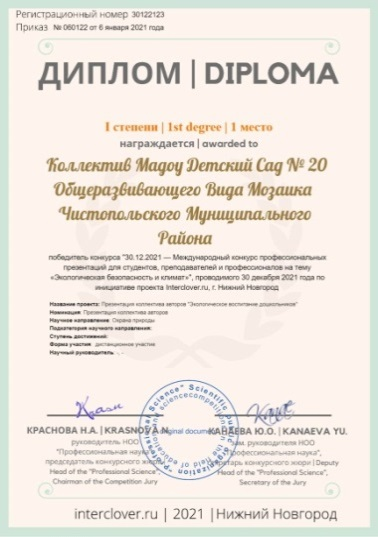 Регистрационный номер 30122123
Приказ № 060122 от 6 января 2021 года
ДИПЛОМ | DIPLOMA
I степени | 1st degree | 1 место
награждается | awarded to
Коллектив Мадоу Детский Сад № 20
Общеразвивающего Вида Мозаика
Чистопольского Муниципального
Района
победитель конкурса "30.12.2021 — Международный конкурс профессиональных
презентаций для студентов, преподавателей и профессионалов на тему
«Экологическая безопасность и климат»", проводимого 30 декабря 2021 года по
инициативе проекта Interclover.ru, г. Нижний Новгород
Название проекта: Презентация коллектива авторов "Экологическое воспитание дошкольников"
Номинация Презентация коллектива авторов
Научное направление Охрана природы
Подкатегория научного направления:
Ступень достижений:
Форма участия дистанционное участие
Научный руководитель - , -
КРАСНОВА Н.А. | KRASNOVA N.
руководитель НОО
"Профессиональная наука",
председатель конкурсного жюри
Head of the "Professional Science",
Chairman of the Competition Jury
"Professional Science" Scientific Public Organization
original document
КАНАЕВА Ю.О. | KANAEVA YU.
зам. руководителя НОО
"Профессиональная наука",
секретарь конкурсного жюри | Deputy
Head of the "Professional Science",
Secretary of the Jury
interclover.ru | 2021 | Нижний Новгород